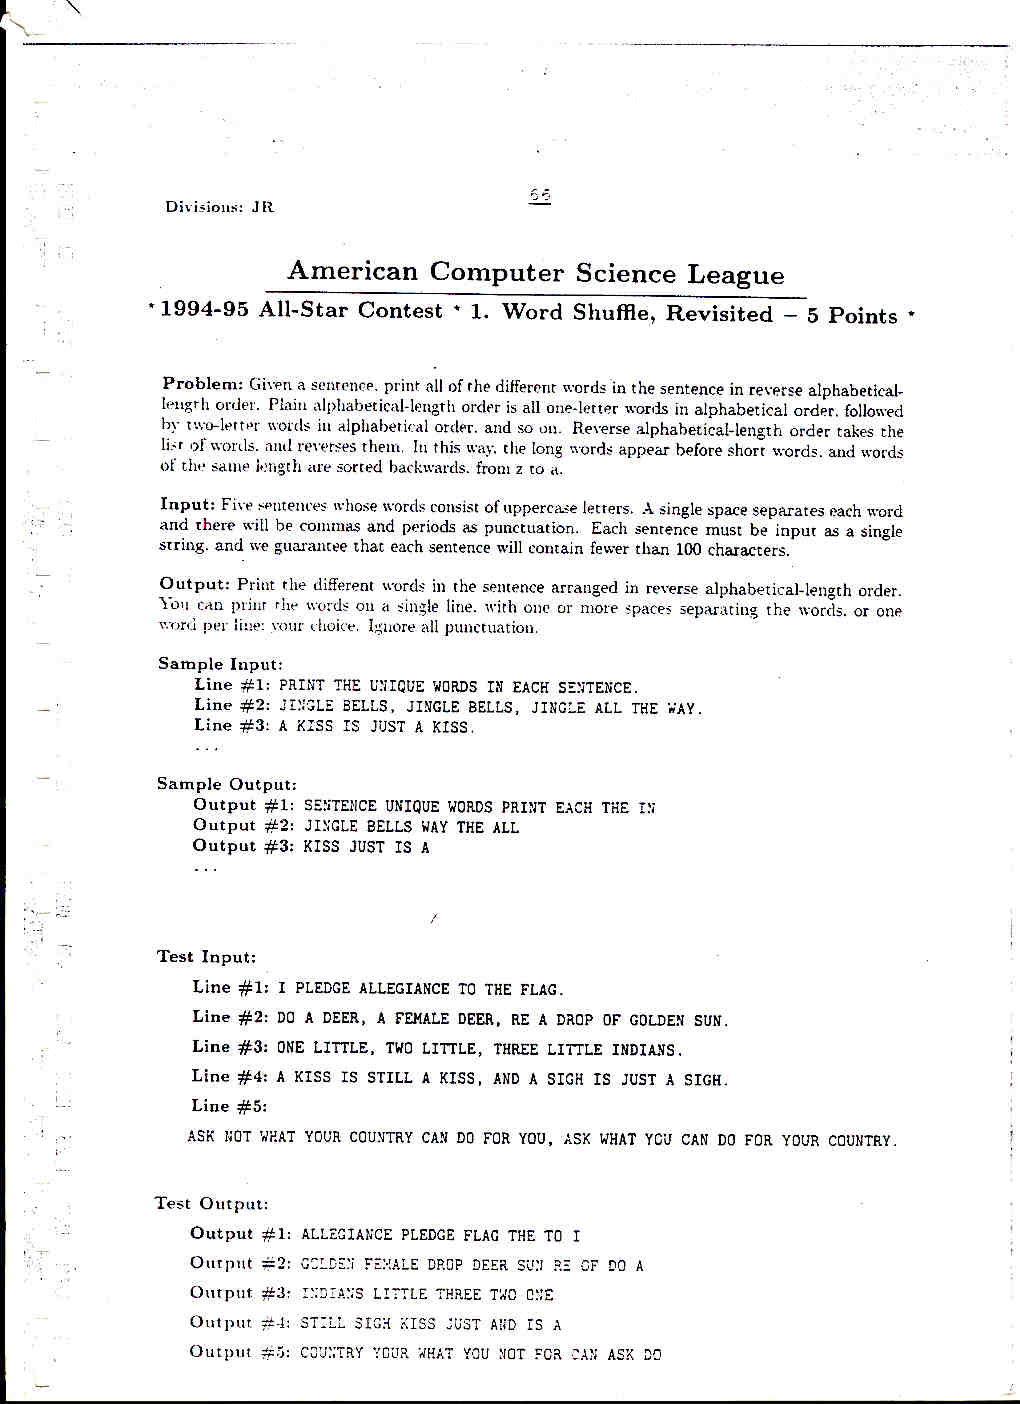 66
Divisions: JR
American Computer Science League
* 1994-95 All-Star Contest * 1. Word Shuffle, Revisited – 5 Points *
Problem: Given a sentence, print all of the different words in the sentence in reverse alphabetical-
length order. Plain alphabetical-length order is all one-letter words in alphabetical order, followed
by two-letter words in alphabetical order, and so on. Reverse alphabetical-length order takes the
list of words, and reverses them. In this way, the long words appear before short words, and words
of the same length are sorted backwards, from z to a.
Input: Five sentences whose words consist of uppercase letters. A single space separates each word
and there will be commas and periods as punctuation. Each sentence must be input as a single
string, and we guarantee that each sentence will contain fewer than 100 characters.
Output: Print the different words in the sentence arranged in reverse alphabetical-length order.
You can print the words on a single line, with one or more spaces separating the words, or one
word per line; your choice. Ignore all punctuation.
Sample Input:
Line #1: PRINT THE UNIQUE WORDS IN EACH SENTENCE.
Line #2: JINGLE BELLS, JINGLE BELLS, JINGLE ALL THE WAY.
Line #3: A KISS IS JUST A KISS.
...
Sample Output:
Output #1: SENTENCE UNIQUE WORDS PRINT EACH THE IN
Output #2: JINGLE BELLS WAY THE ALL
Output #3: KISS JUST IS A
...
Test Input:
Line #1: I PLEDGE ALLEGIANCE TO THE FLAG.
Line #2: DO A DEER, A FEMALE DEER, RE A DROP OF GOLDEN SUN.
Line #3: ONE LITTLE, TWO LITTLE, THREE LITTLE INDIANS.
Line #4: A KISS IS STILL A KISS, AND A SIGH IS JUST A SIGH.
Line #5:
ASK NOT WHAT YOUR COUNTRY CAN DO FOR YOU, ASK WHAT YOU CAN DO FOR YOUR COUNTRY.
Test Output:
Output #1: ALLEGIANCE PLEDGE FLAG THE TO I
Output #2: GOLDEN FEMALE DROP DEER SUN RE OF DO A
Output #3: INDIANS LITTLE THREE TWO ONE
Output #4: STILL SIGH KISS JUST AND IS A
Output #5: COUNTRY YOUR WHAT YOU NOT FOR CAN ASK DO